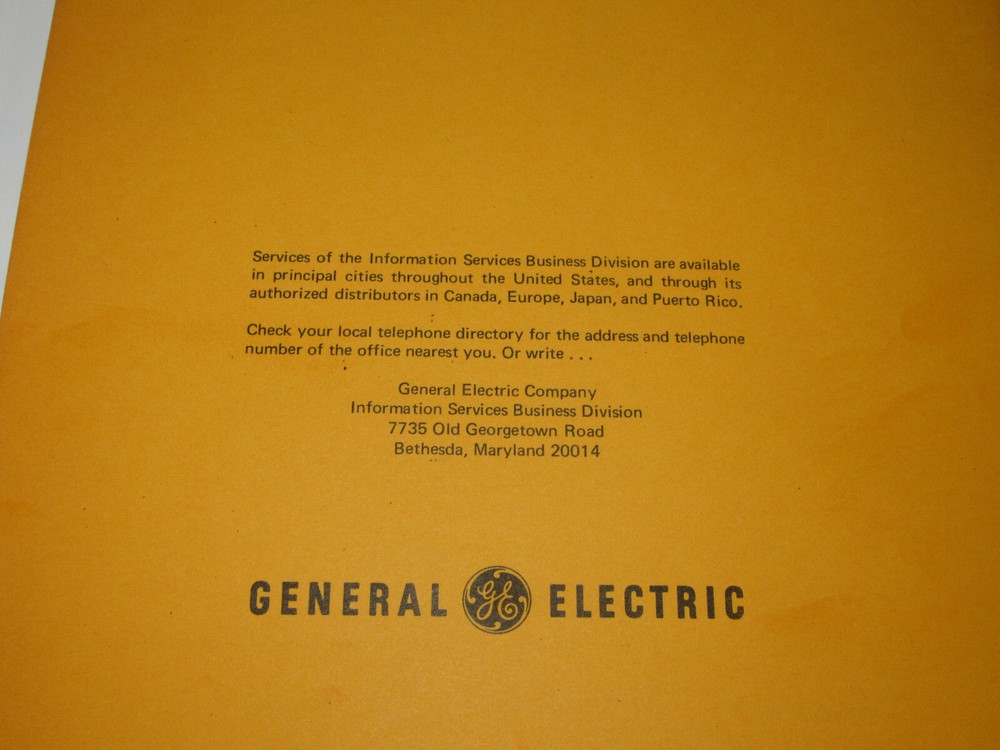 Services of the Information Services Business Division are available
in principal cities throughout the United States, and through its
authorized distributors in Canada, Europe, Japan, and Puerto Rico.
Check your local telephone directory for the address and telephone
number of the office nearest you. Or write . . .
General Electric Company
Information Services Business Division
7735 Old Georgetown Road
Bethesda, Maryland 20014
GENERAL GE ELECTRIC